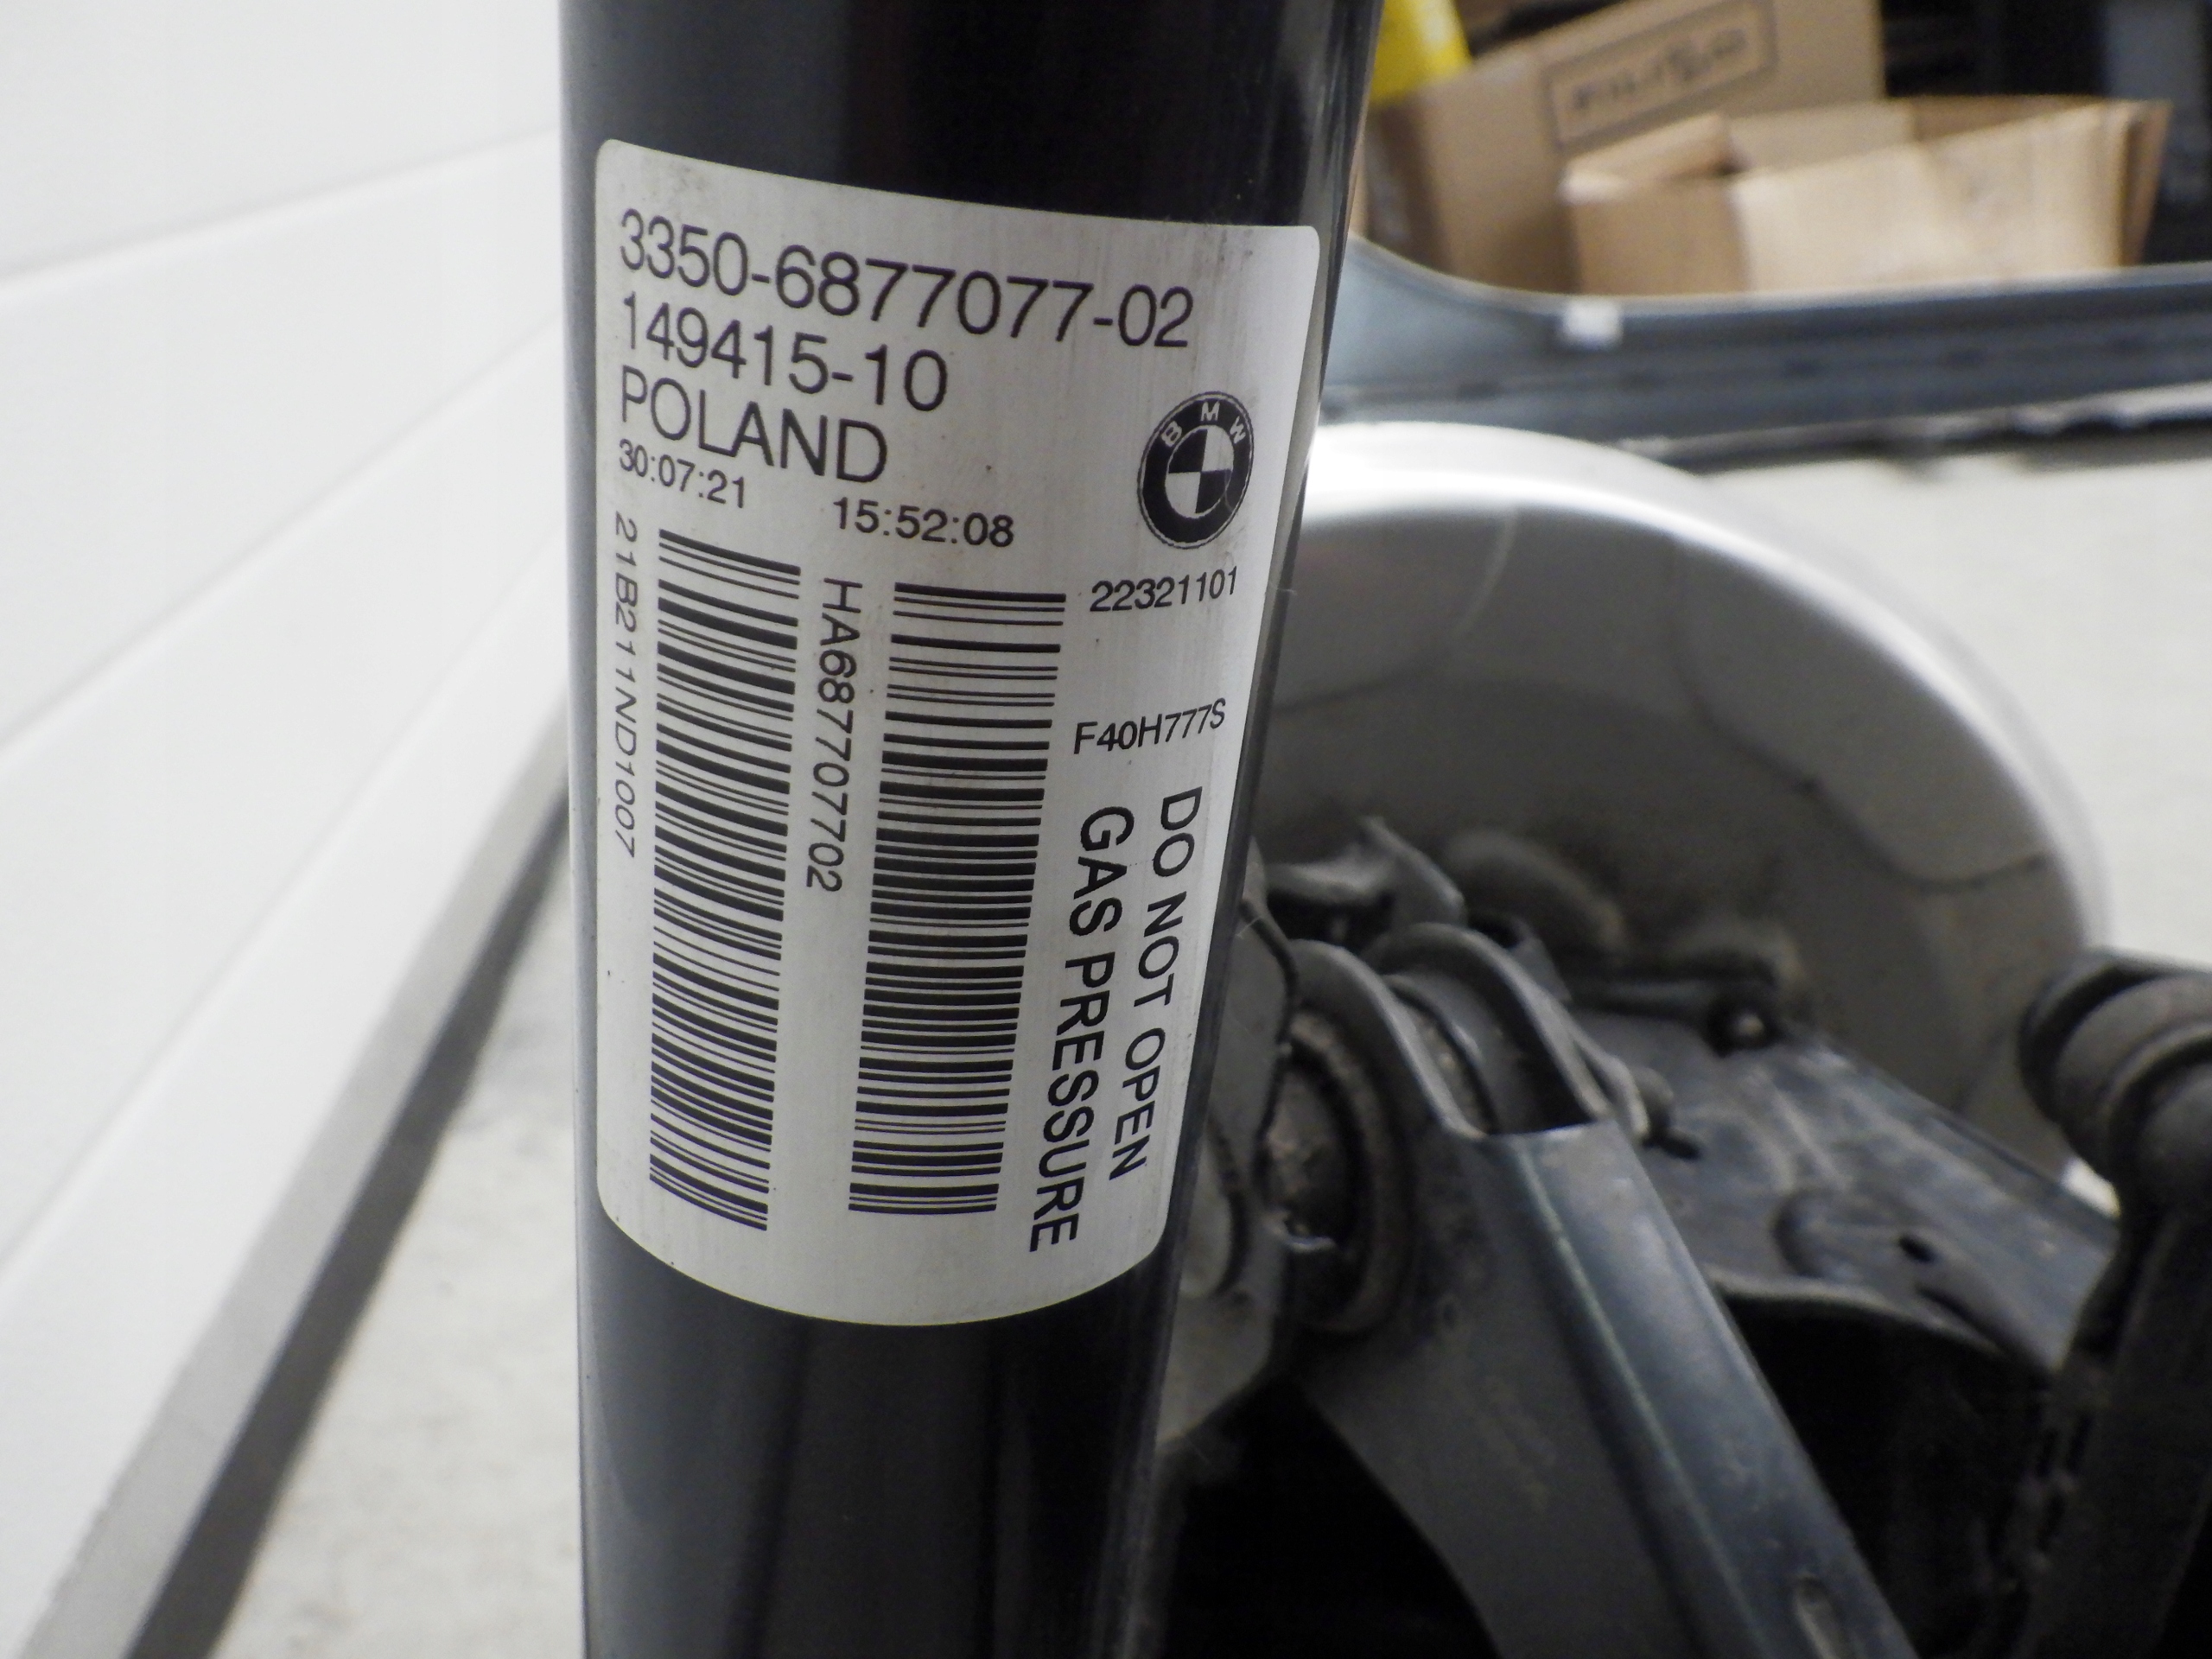 3350-6877077-02
149415-10
POLAND
30:07:21 15:52:08
BMW
22321101
F40H777S
21B211ND1007
HA687707702
DO NOT OPEN
GAS PRESSURE